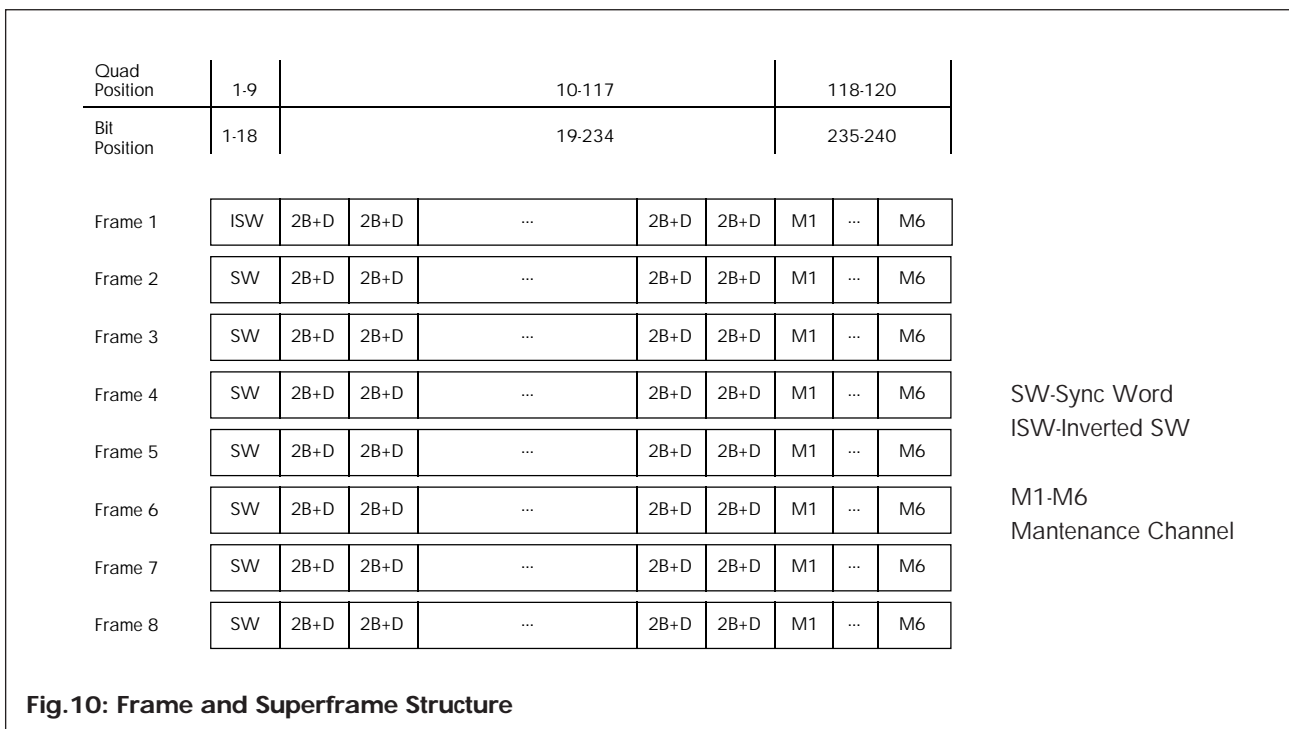 Quad
Position 1-9 10-117 118-120
Bit
Position 1-18 19-234 235-240
Frame 1 ISW 2B+D 2B+D ... 2B+D 2B+D M1 ... M6
Frame 2 SW 2B+D 2B+D ... 2B+D 2B+D M1 ... M6
Frame 3 SW 2B+D 2B+D ... 2B+D 2B+D M1 ... M6
Frame 4 SW 2B+D 2B+D ... 2B+D 2B+D M1 ... M6
Frame 5 SW 2B+D 2B+D ... 2B+D 2B+D M1 ... M6
Frame 6 SW 2B+D 2B+D ... 2B+D 2B+D M1 ... M6
Frame 7 SW 2B+D 2B+D ... 2B+D 2B+D M1 ... M6
Frame 8 SW 2B+D 2B+D ... 2B+D 2B+D M1 ... M6
SW-Sync Word
ISW-Inverted SW
M1-M6
Mantenance Channel
Fig.10: Frame and Superframe Structure